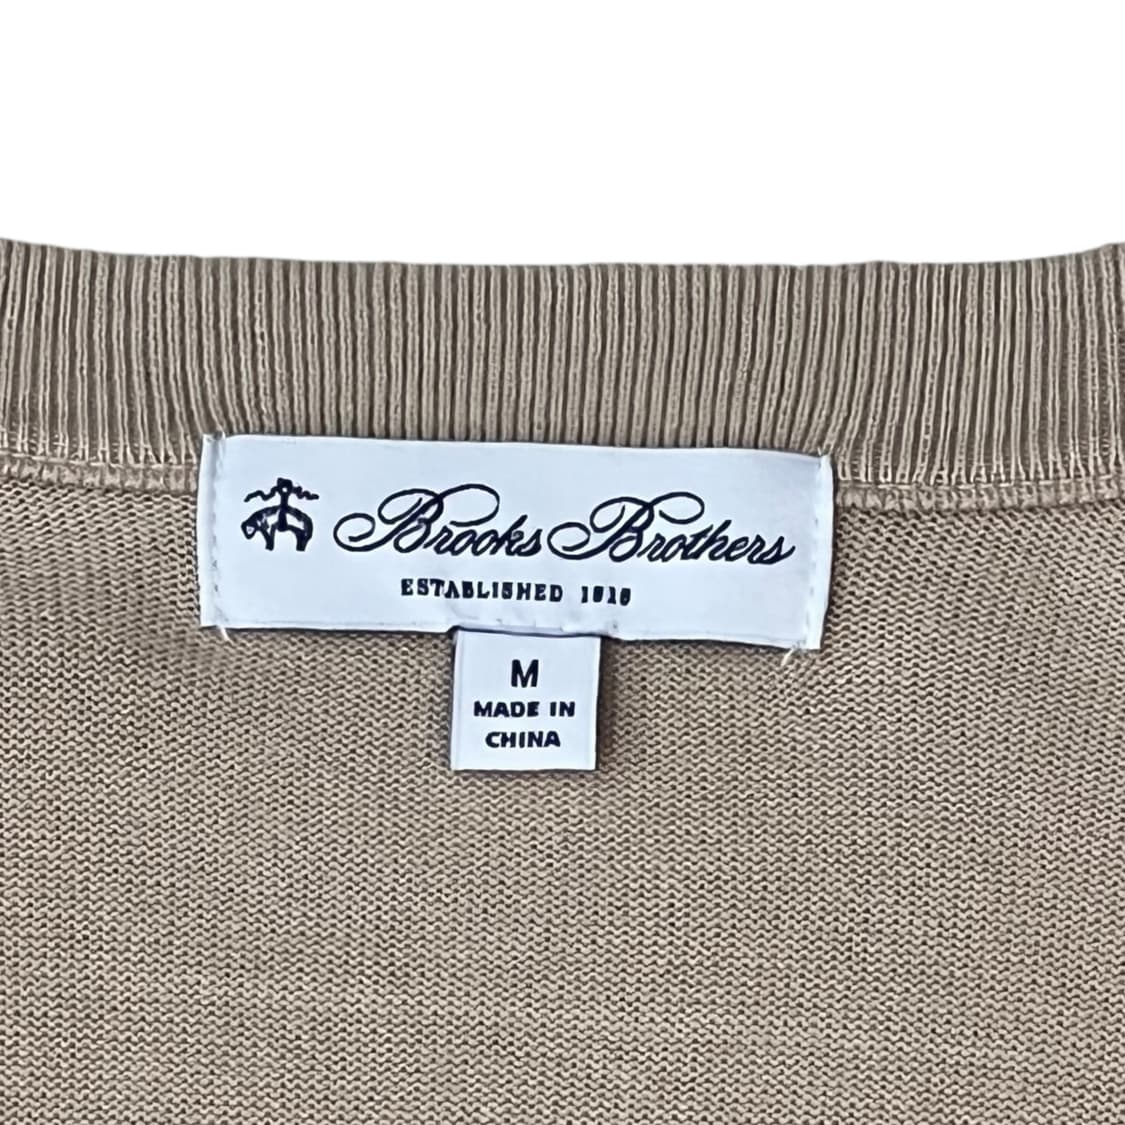 Brooks Brothers
ESTABLISHED 1818
M
MADE IN
CHINA